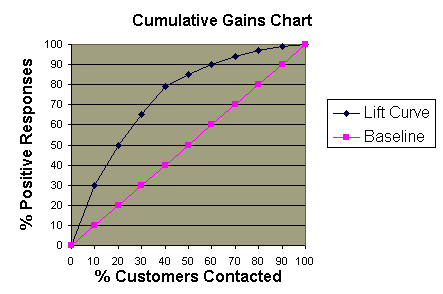 Cumulative Gains Chart
% Positive Responses
100
90
80
70
60
50
40
30
20
10
0
0 10 20 30 40 50 60 70 80 90 100
% Customers Contacted
Lift Curve
Baseline